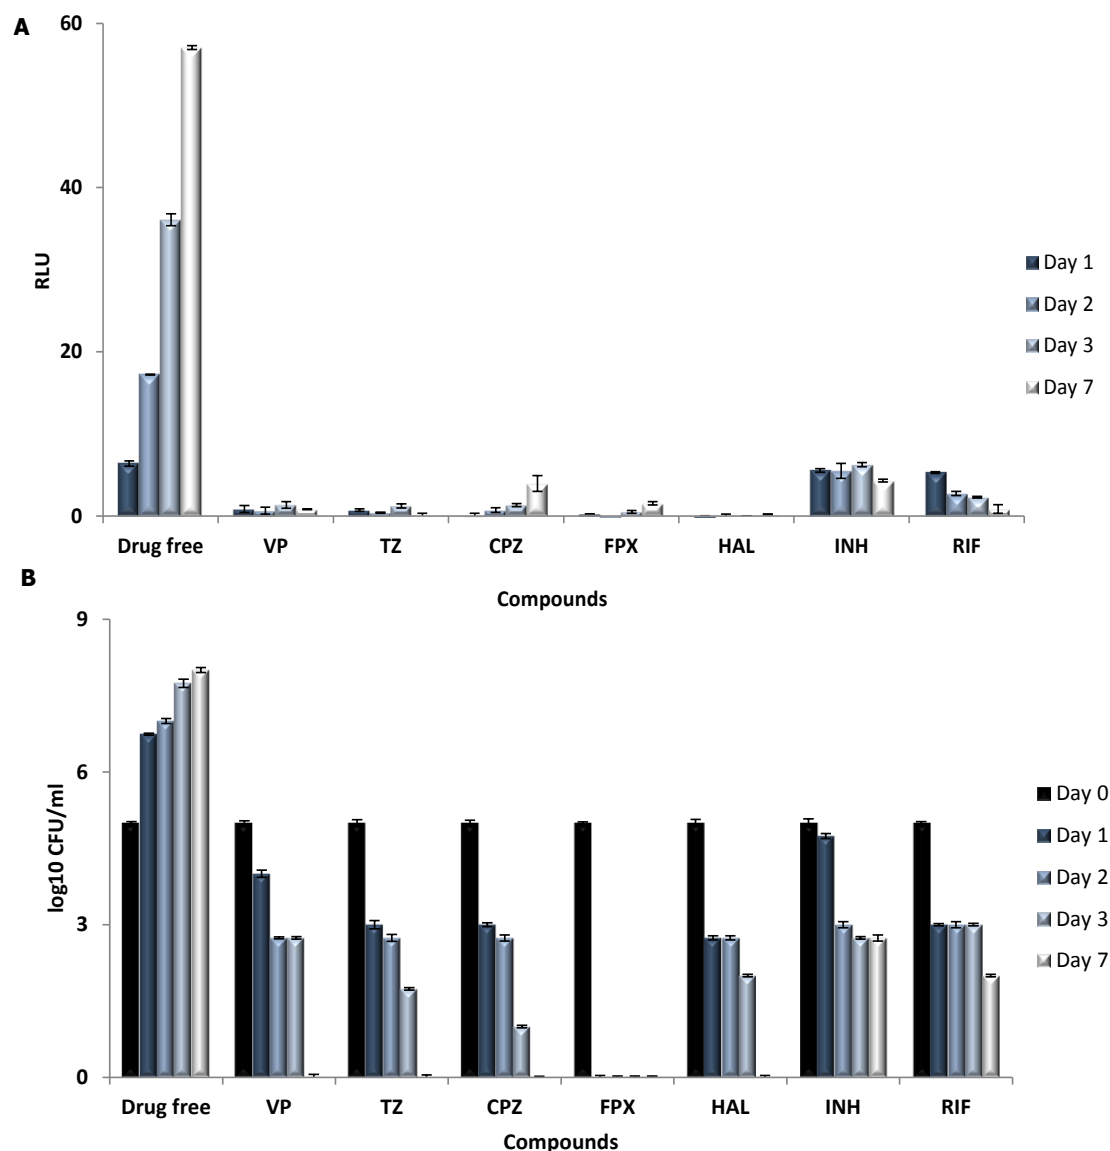 A
60
40
20
0
RLU
Drug free VP TZ CPZ FPX HAL INH RIF
Compounds
Day 1
Day 2
Day 3
Day 7
B
9
6
3
0
log10 CFU/ml
Drug free VP TZ CPZ FPX HAL INH RIF
Compounds
Day 0
Day 1
Day 2
Day 3
Day 7